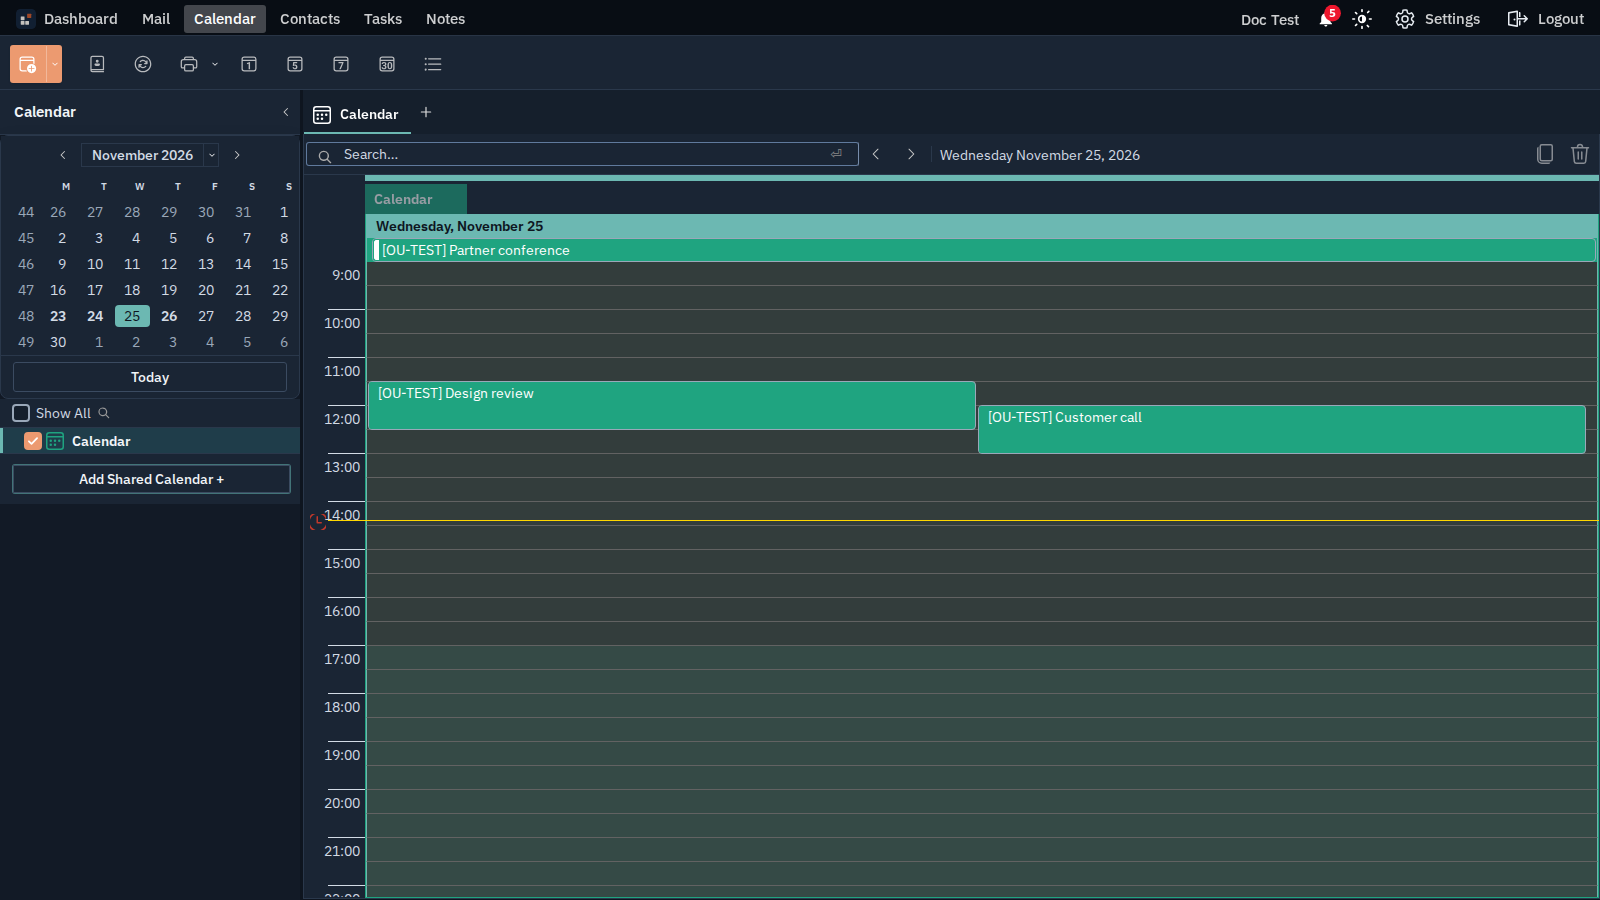 Dashboard Mail Calendar Contacts Tasks Notes Doc Test 5 Settings Logout
1 5 7 30
Calendar
Calendar +
November 2026
Search...
Wednesday November 25, 2026
M T W T F S S
44 26 27 28 29 30 31 1
45 2 3 4 5 6 7 8
46 9 10 11 12 13 14 15
47 16 17 18 19 20 21 22
48 23 24 25 26 27 28 29
49 30 1 2 3 4 5 6
Today
Show All
Calendar
Add Shared Calendar +
Calendar
Wednesday, November 25
[OU-TEST] Partner conference
9:00
10:00
11:00
[OU-TEST] Design review
12:00
[OU-TEST] Customer call
13:00
14:00
15:00
16:00
17:00
18:00
19:00
20:00
21:00